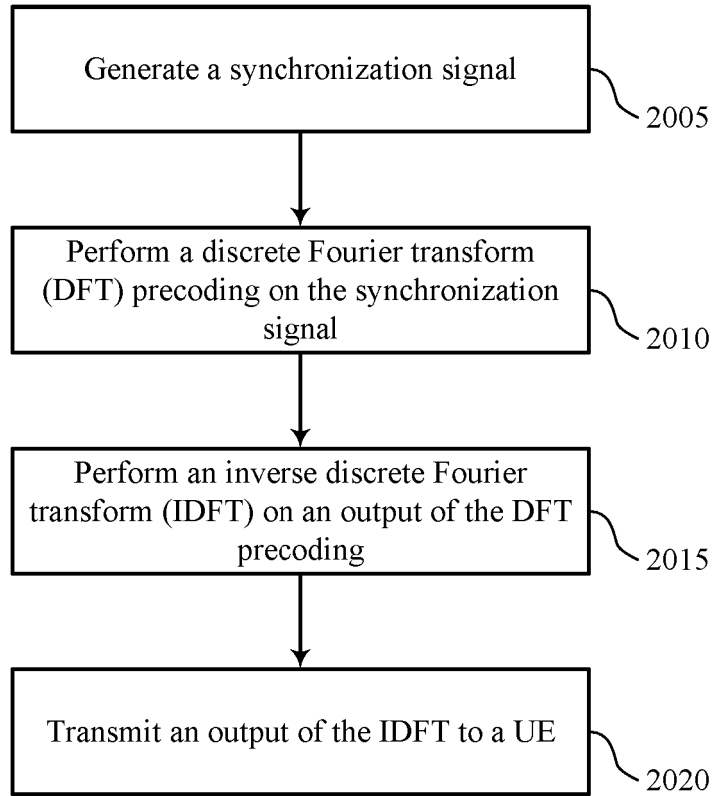 Generate a synchronization signal
2005
Perform a discrete Fourier transform
(DFT) precoding on the synchronization
signal
2010
Perform an inverse discrete Fourier
transform (IDFT) on an output of the DFT
precoding
2015
Transmit an output of the IDFT to a UE
2020